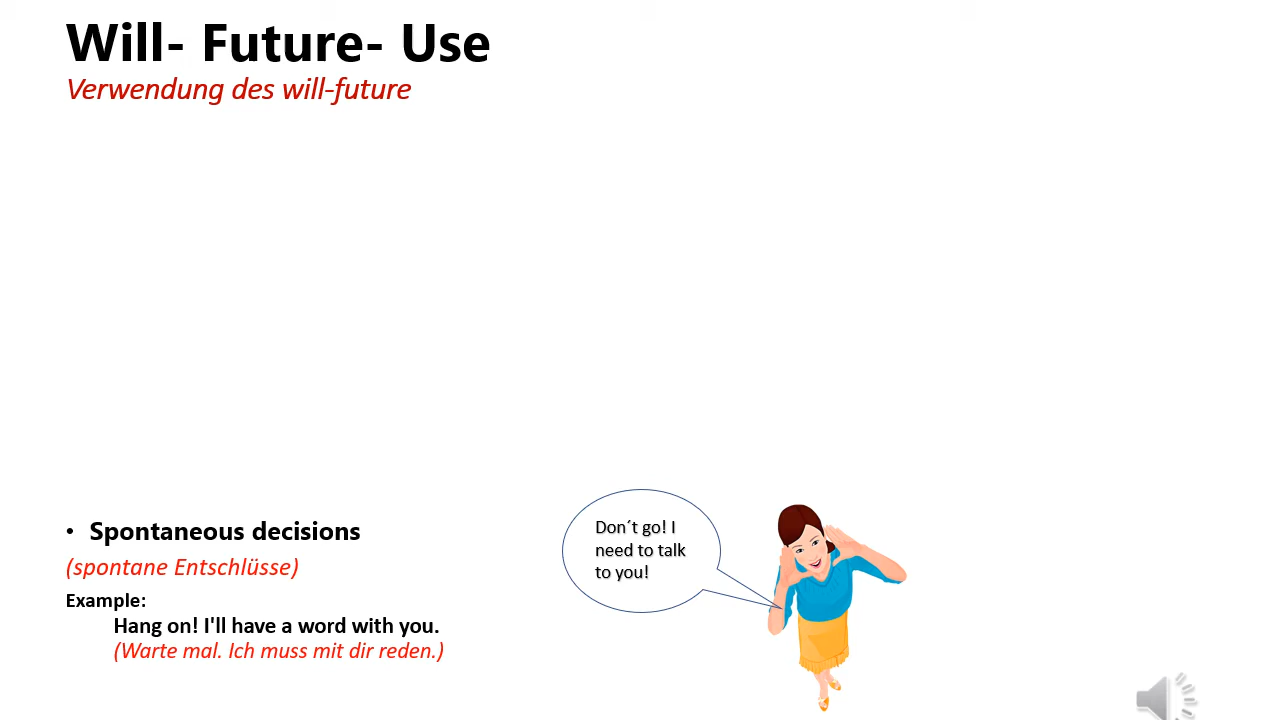 Will- Future- Use
Verwendung des will-future
• Spontaneous decisions
(spontane Entschlüsse)
Example:
Hang on! I'll have a word with you.
(Warte mal. Ich muss mit dir reden.)
Don´t go! I
need to talk
to you!